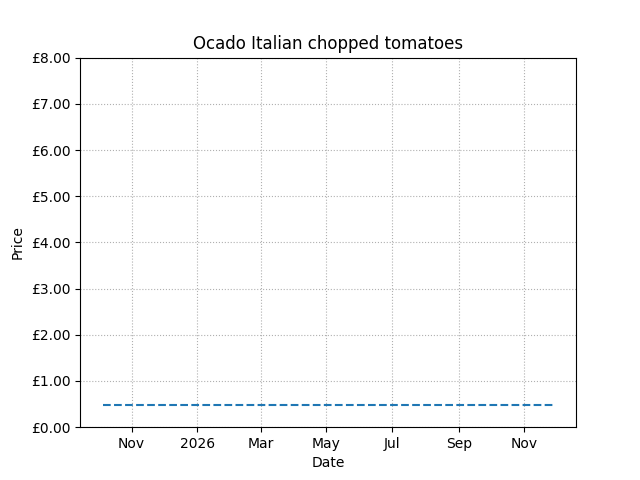 Ocado Italian chopped tomatoes
£8.00
£7.00
£6.00
£5.00
£4.00
£3.00
£2.00
£1.00
£0.00
Price
Nov 2026 Mar May Jul Sep Nov
Date